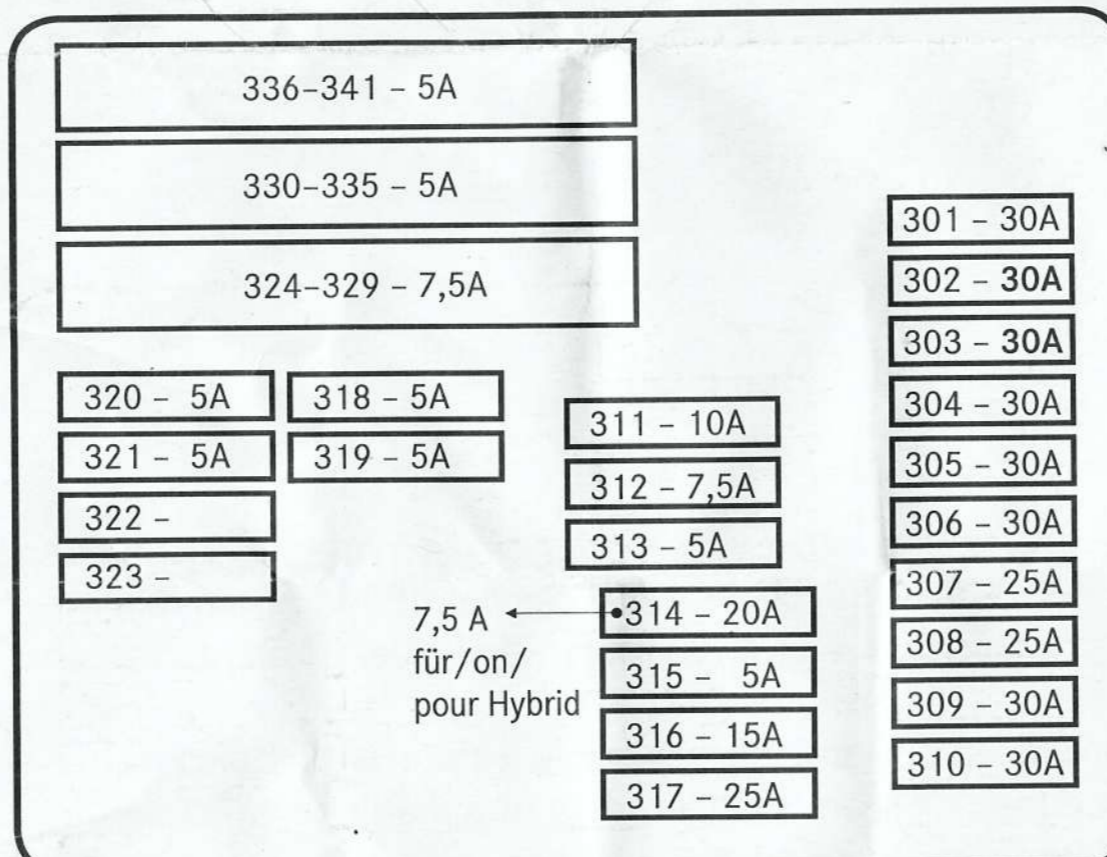 336-341 - 5A
330-335 - 5A
324-329 - 7,5A
320 - 5A
321 - 5A
322 -
323 -
318 - 5A
319 - 5A
311 - 10A
312 - 7,5A
313 - 5A
7,5 A
für/on/
pour Hybrid
314 - 20A
315 - 5A
316 - 15A
317 - 25A
301 - 30A
302 - 30A
303 - 30A
304 - 30A
305 - 30A
306 - 30A
307 - 25A
308 - 25A
309 - 30A
310 - 30A